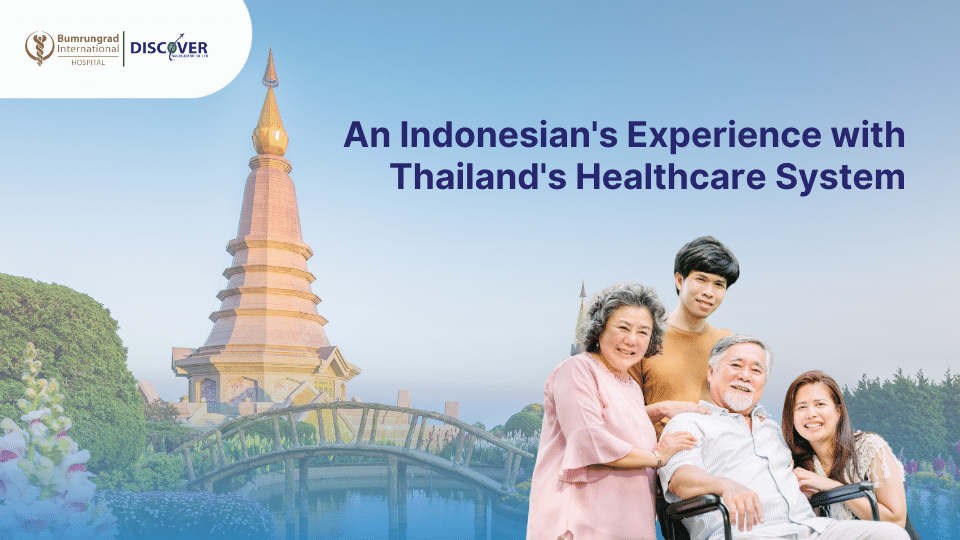 Bumrungrad
International
HOSPITAL
DISCOVER
An Indonesian's Experience with
Thailand's Healthcare System